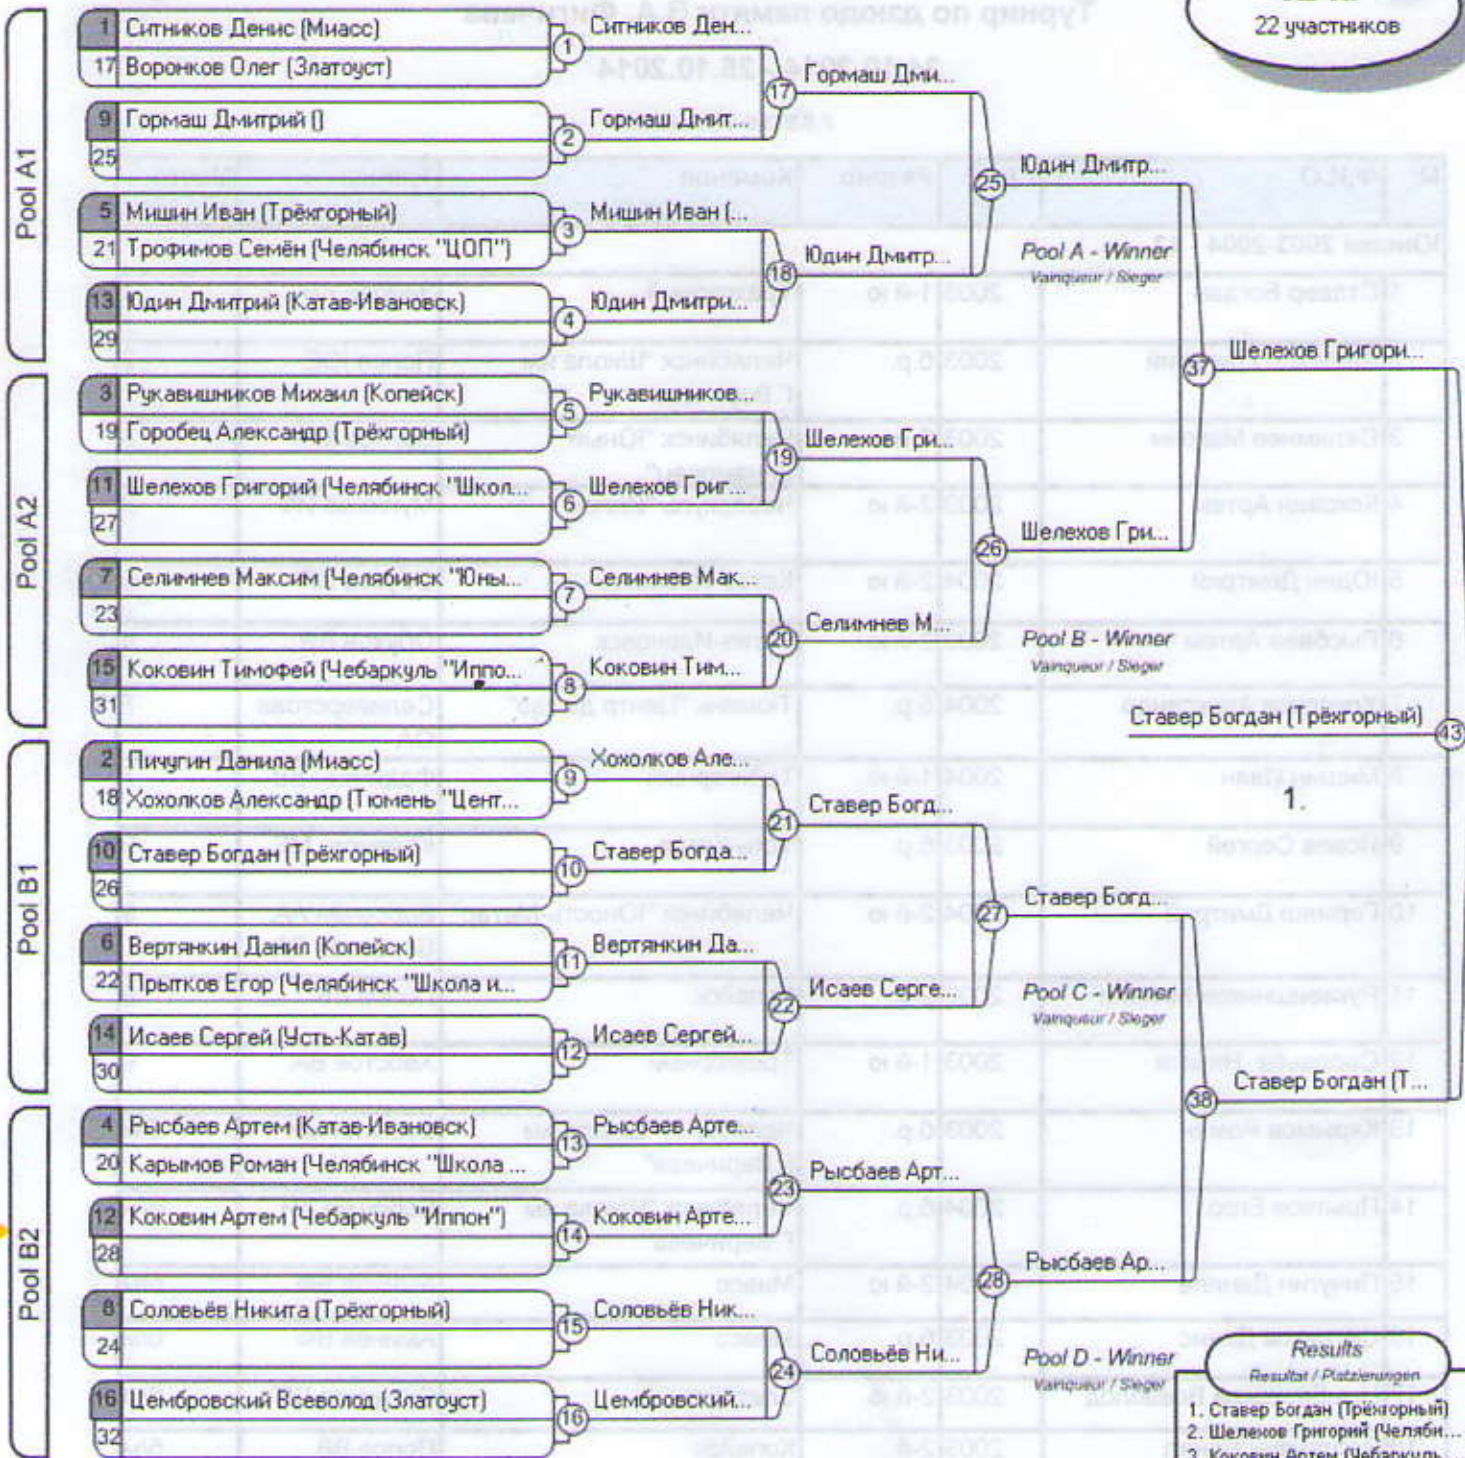 22 участников
Pool A1
1 Ситников Денис (Миасс)
17 Воронков Олег (Златоуст)
9 Гормаш Дмитрий ()
25
5 Мишин Иван (Трёхгорный)
21 Трофимов Семён (Челябинск "ЦОП")
13 Юдин Дмитрий (Катав-Ивановск)
29
Pool A2
3 Рукавишников Михаил (Копейск)
19 Горобец Александр (Трёхгорный)
11 Шелехов Григорий (Челябинск "Школ...
27
7 Селимнев Максим (Челябинск "Юны...
23
15 Коковин Тимофей (Чебаркуль "Иппо...
31
Pool B1
2 Пичугин Данила (Миасс)
18 Хохолков Александр (Тюмень "Цент...
10 Ставер Богдан (Трёхгорный)
26
6 Вертянкин Данил (Копейск)
22 Прытков Егор (Челябинск "Школа и...
14 Исаев Сергей (Усть-Катав)
30
Pool B2
4 Рысбаев Артем (Катав-Ивановск)
20 Карымов Роман (Челябинск "Школа ...
12 Коковин Артем (Чебаркуль "Иппон")
28
8 Соловьёв Никита (Трёхгорный)
24
16 Цембровский Всеволод (Златоуст)
32
1 Ситников Ден...
2 Гормаш Дмит...
3 Мишин Иван (...
4 Юдин Дмитри...
5 Рукавишников...
6 Шелехов Григ...
7 Селимнев Мак...
8 Коковин Тим...
9 Хохолков Але...
10 Ставер Богда...
11 Вертянкин Да...
12 Исаев Сергей...
13 Рысбаев Арте...
14 Коковин Арте...
15 Соловьёв Ник...
16 Цембровский...
17 Гормаш Дми...
18 Юдин Дмитр...
19 Шелехов Гри...
20 Селимнев М...
21 Ставер Богд...
22 Исаев Серге...
23 Рысбаев Арт...
24 Соловьёв Ни...
25 Юдин Дмитр...
Pool A - Winner
Vainqueur / Sieger
26 Шелехов Гри...
Pool B - Winner
Vainqueur / Sieger
27 Ставер Богд...
Pool C - Winner
Vainqueur / Sieger
28 Рысбаев Ар...
Pool D - Winner
Vainqueur / Sieger
37 Шелехов Григори...
38 Ставер Богдан (Т...
Ставер Богдан (Трёхгорный) 43
1.
Results
Resultat / Platzierungen
1. Ставер Богдан (Трёхгорный)
2. Шелехов Григорий (Челяби...
3. Коковин Артем (Чебаркуль...